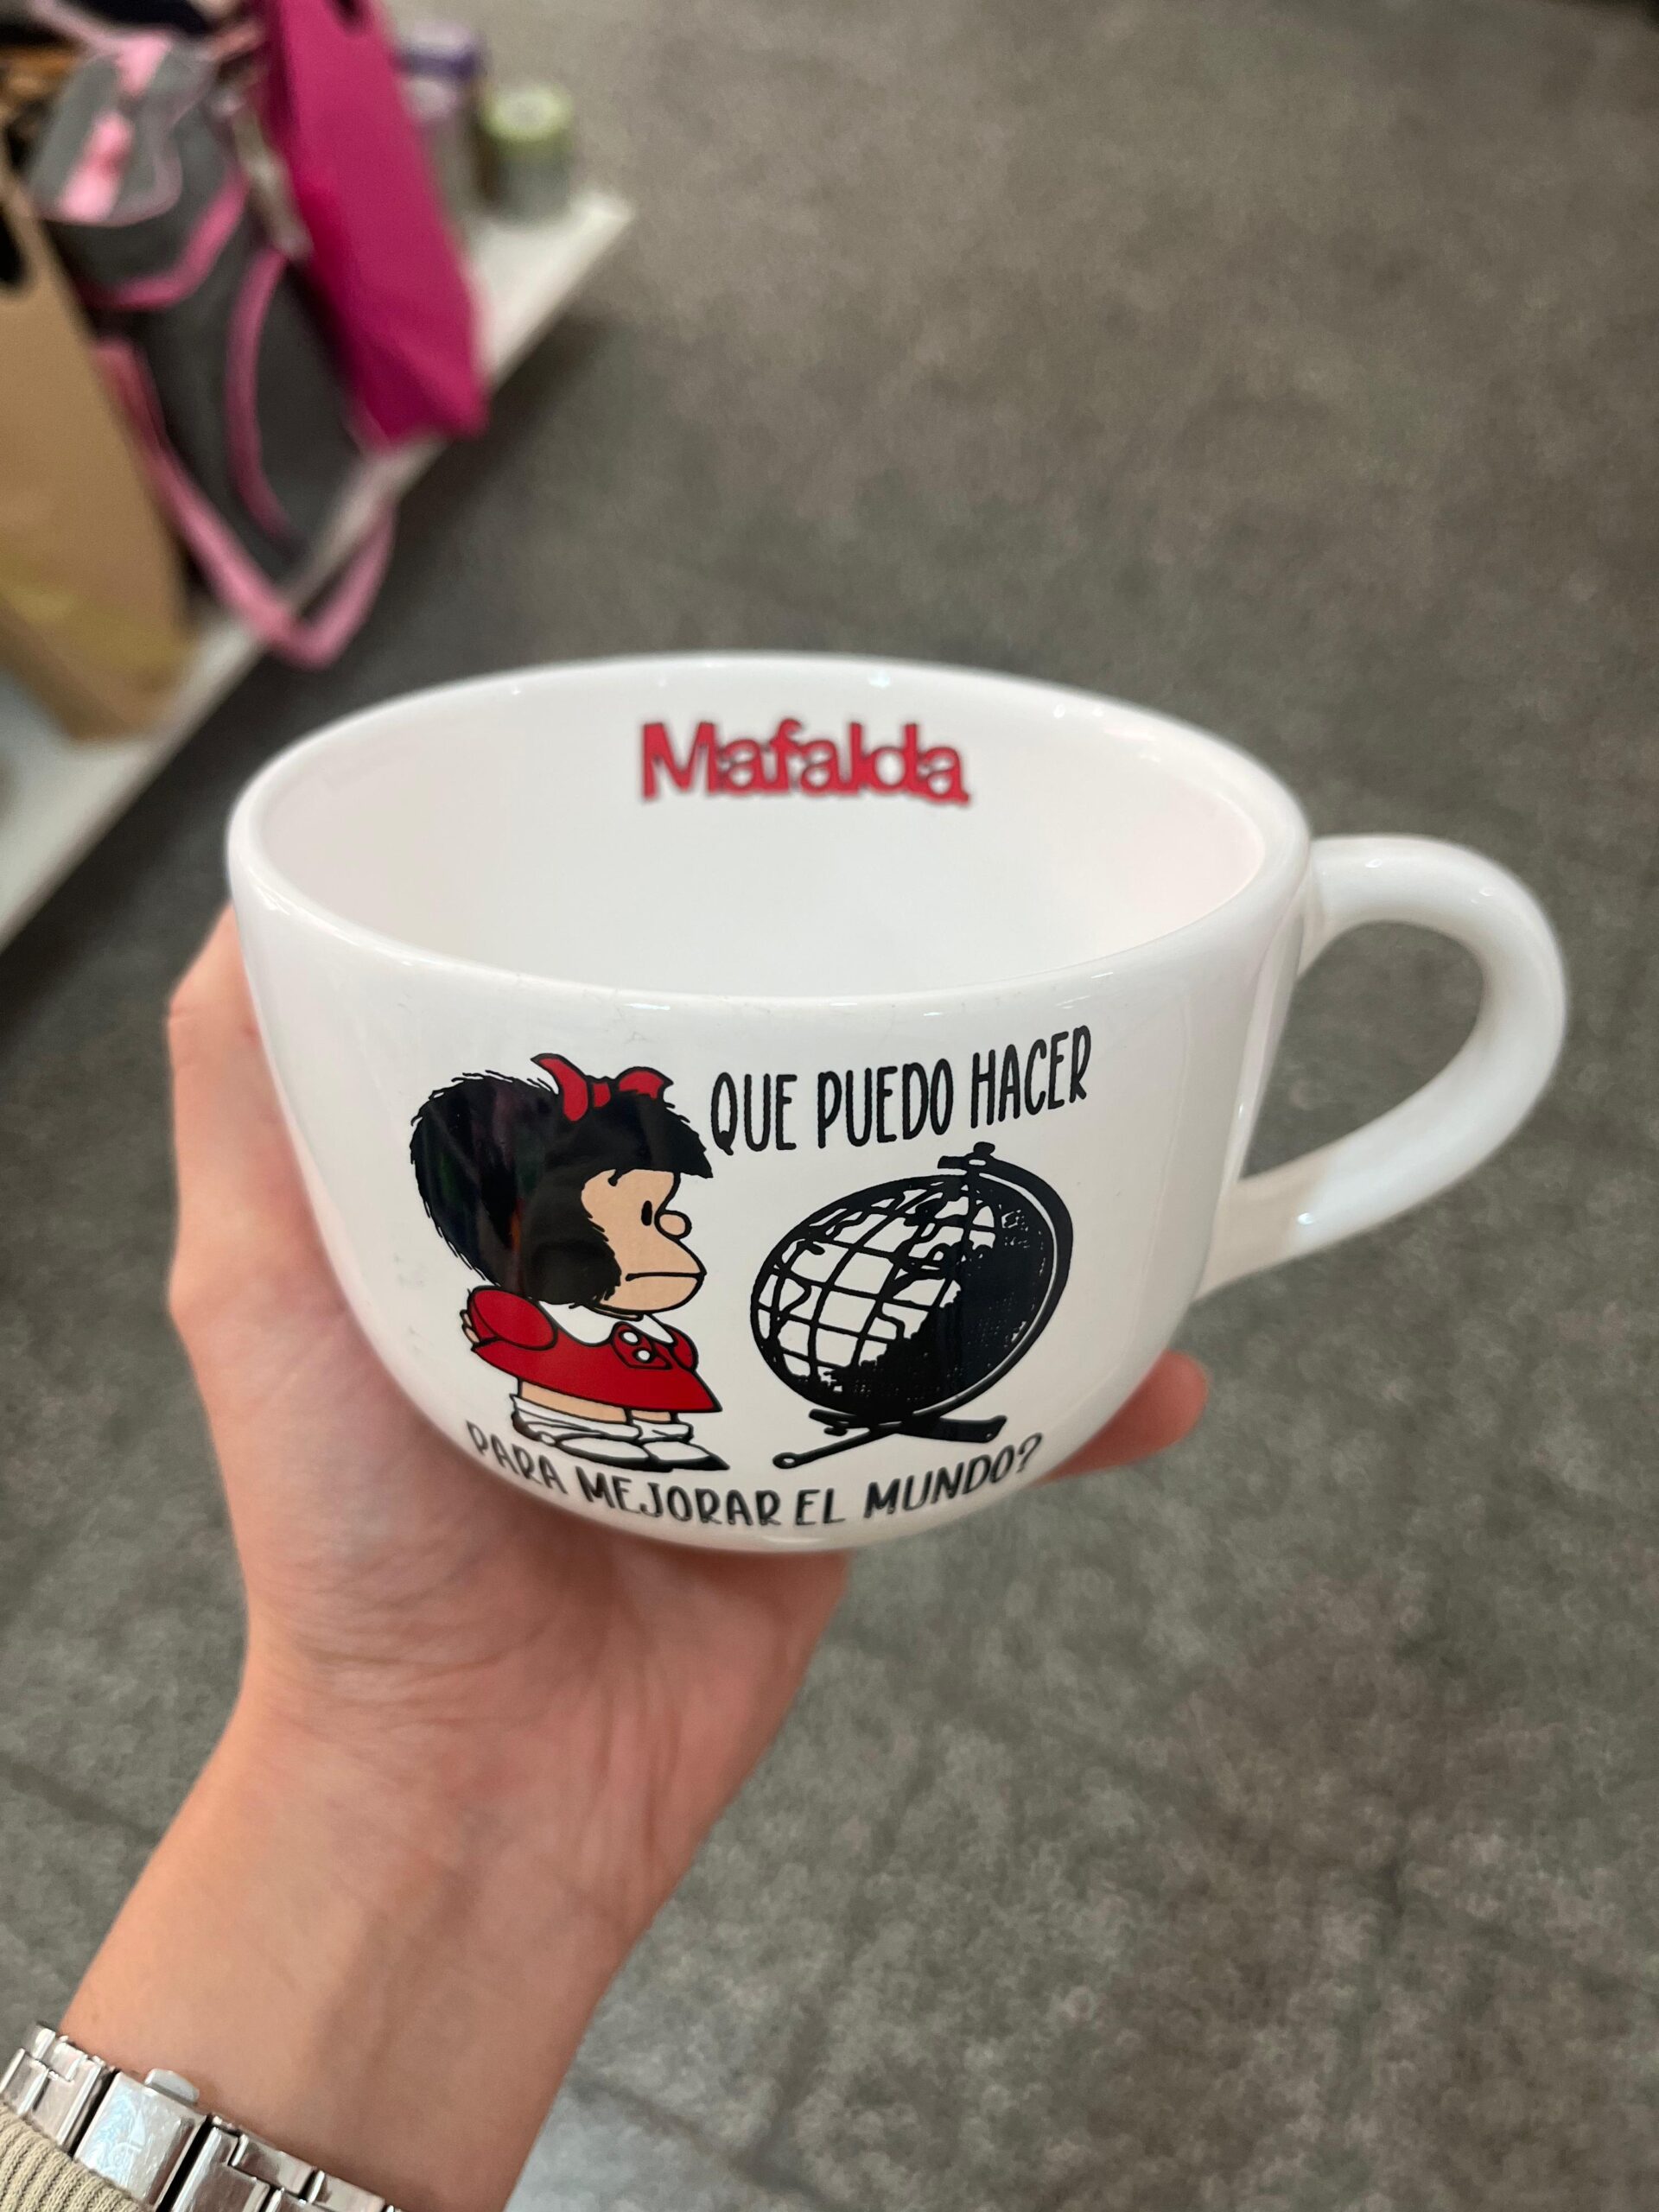 Mafalda
QUE PUEDO HACER
PARA MEJORAR EL MUNDO?